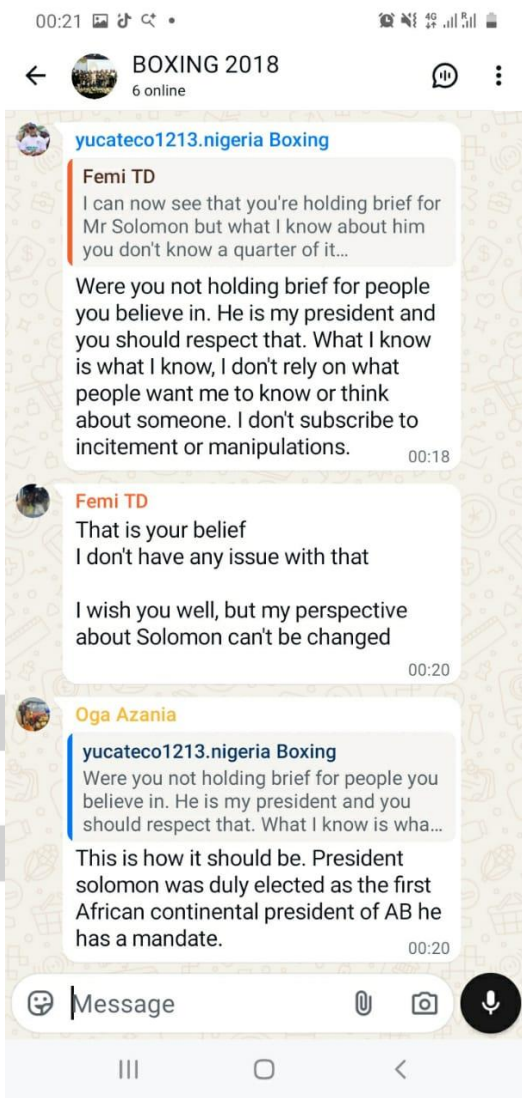 00:21
4G
R
BOXING 2018
6 online
yucateco1213.nigeria Boxing
Femi TD
I can now see that you're holding brief for
Mr Solomon but what I know about him
you don't know a quarter of it...
Were you not holding brief for people
you believe in. He is my president and
you should respect that. What I know
is what I know, I don't rely on what
people want me to know or think
about someone. I don't subscribe to
incitement or manipulations.
00:18
Femi TD
That is your belief
I don't have any issue with that
I wish you well, but my perspective
about Solomon can't be changed
00:20
Oga Azania
yucateco1213.nigeria Boxing
Were you not holding brief for people you
believe in. He is my president and you
should respect that. What I know is wha...
This is how it should be. President
solomon was duly elected as the first
African continental president of AB he
has a mandate.
00:20
Message